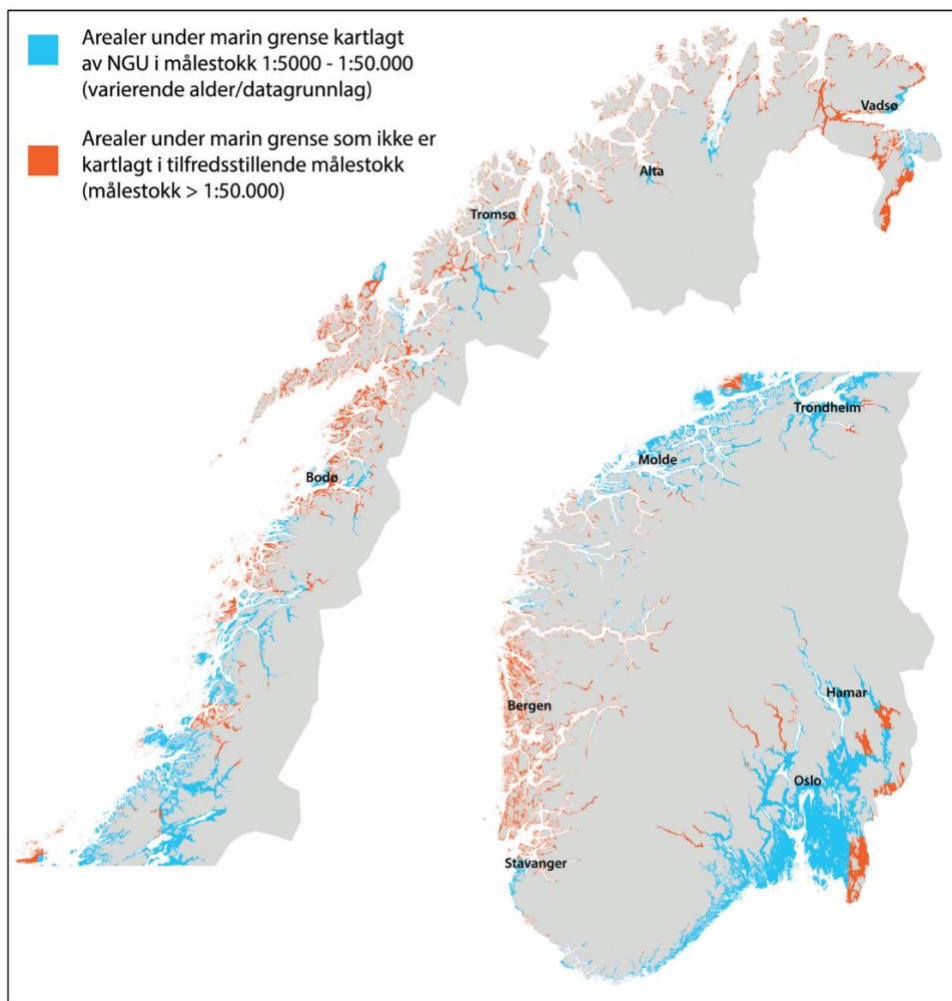 Arealer under marin grense kartlagt
av NGU i målestokk 1:5000 - 1:50.000
(varierende alder/datagrunnlag)
Arealer under marin grense som ikke er
kartlagt i tilfredsstillende målestokk
(målestokk > 1:50.000)
Vadsø
Alta
Tromsø
Bodø
Trondheim
Molde
Hamar
Bergen
Oslo
Stavanger